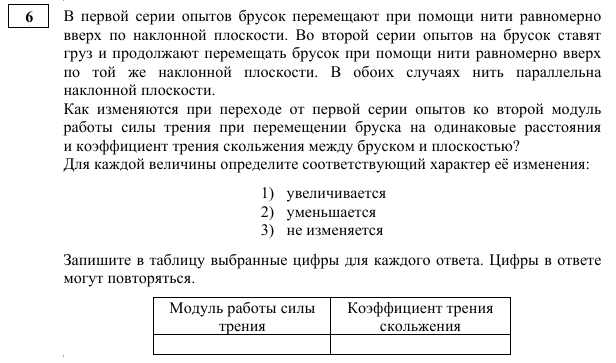 6
В первой серии опытов брусок перемещают при помощи нити равномерно
вверх по наклонной плоскости. Во второй серии опытов на брусок ставят
груз и продолжают перемещать брусок при помощи нити равномерно вверх
по той же наклонной плоскости. В обоих случаях нить параллельна
наклонной плоскости.
Как изменяются при переходе от первой серии опытов ко второй модуль
работы силы трения при перемещении бруска на одинаковые расстояния
и коэффициент трения скольжения между бруском и плоскостью?
Для каждой величины определите соответствующий характер её изменения:
1) увеличивается
2) уменьшается
3) не изменяется
Запишите в таблицу выбранные цифры для каждого ответа. Цифры в ответе
могут повторяться.
Модуль работы силы трения
Коэффициент трения скольжения